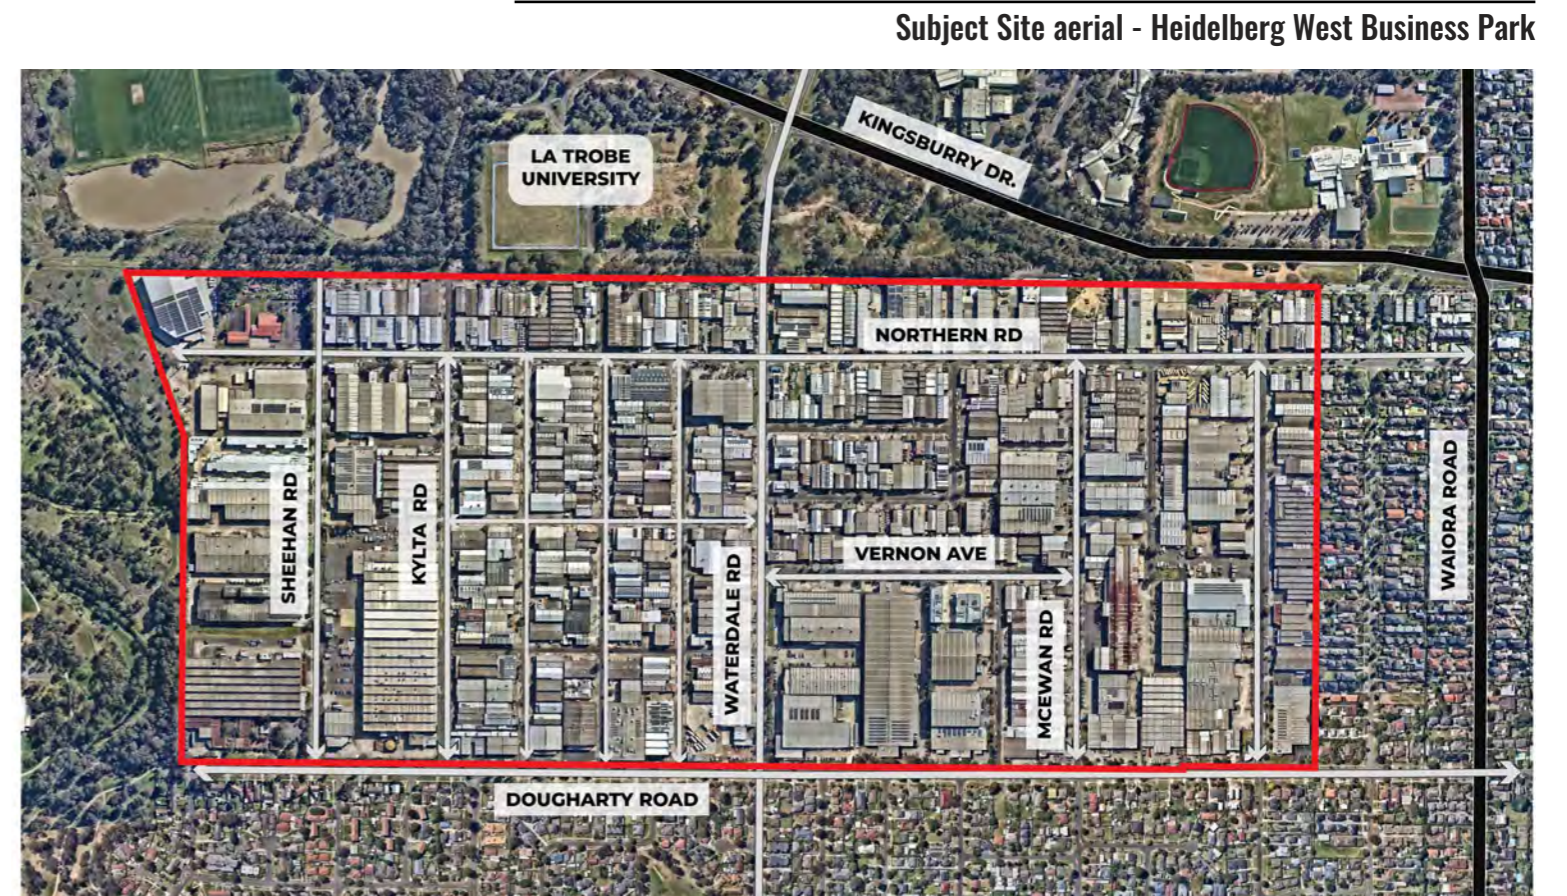 Subject Site aerial - Heidelberg West Business Park
KINGSBURRY DR.
LA TROBE
UNIVERSITY
NORTHERN RD
SHEEHAN RD
KYLTA RD
WATERDALE RD
VERNON AVE
MCEWAN RD
WAIORA ROAD
DOUGHARTY ROAD